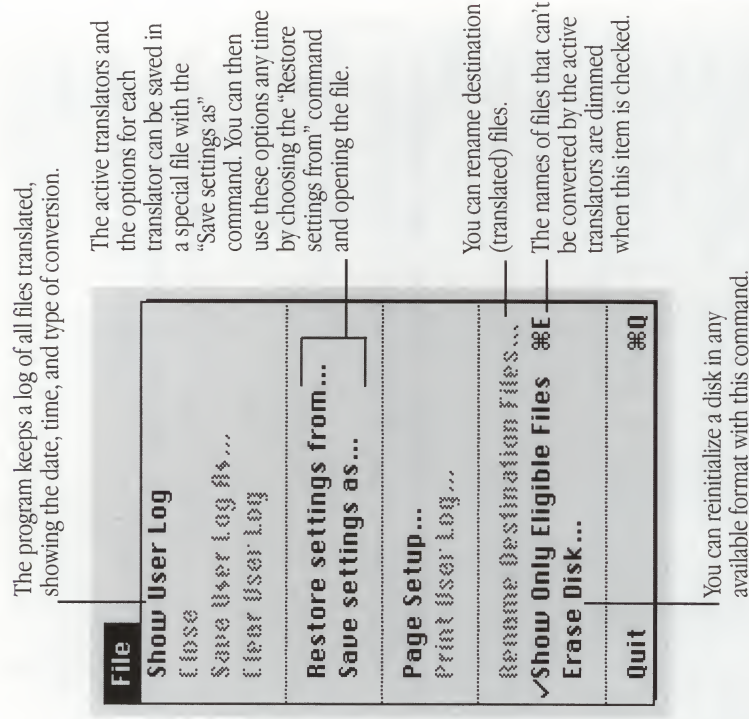 The program keeps a log of all files translated,
showing the date, time, and type of conversion.
File
Show User Log
Close
Save User Log As...
Clear User Log
Restore settings from...
Save settings as...
Page Setup...
Print User Log...
Rename Destination Files...
✓Show Only Eligible Files ⌘E
Erase Disk...
Quit ⌘Q
The active translators and
the options for each
translator can be saved in
a special file with the
“Save settings as”
command. You can then
use these options any time
by choosing the “Restore
settings from” command
and opening the file.
You can rename destination
(translated) files.
The names of files that can't
be converted by the active
translators are dimmed
when this item is checked.
You can reinitialize a disk in any
available format with this command.